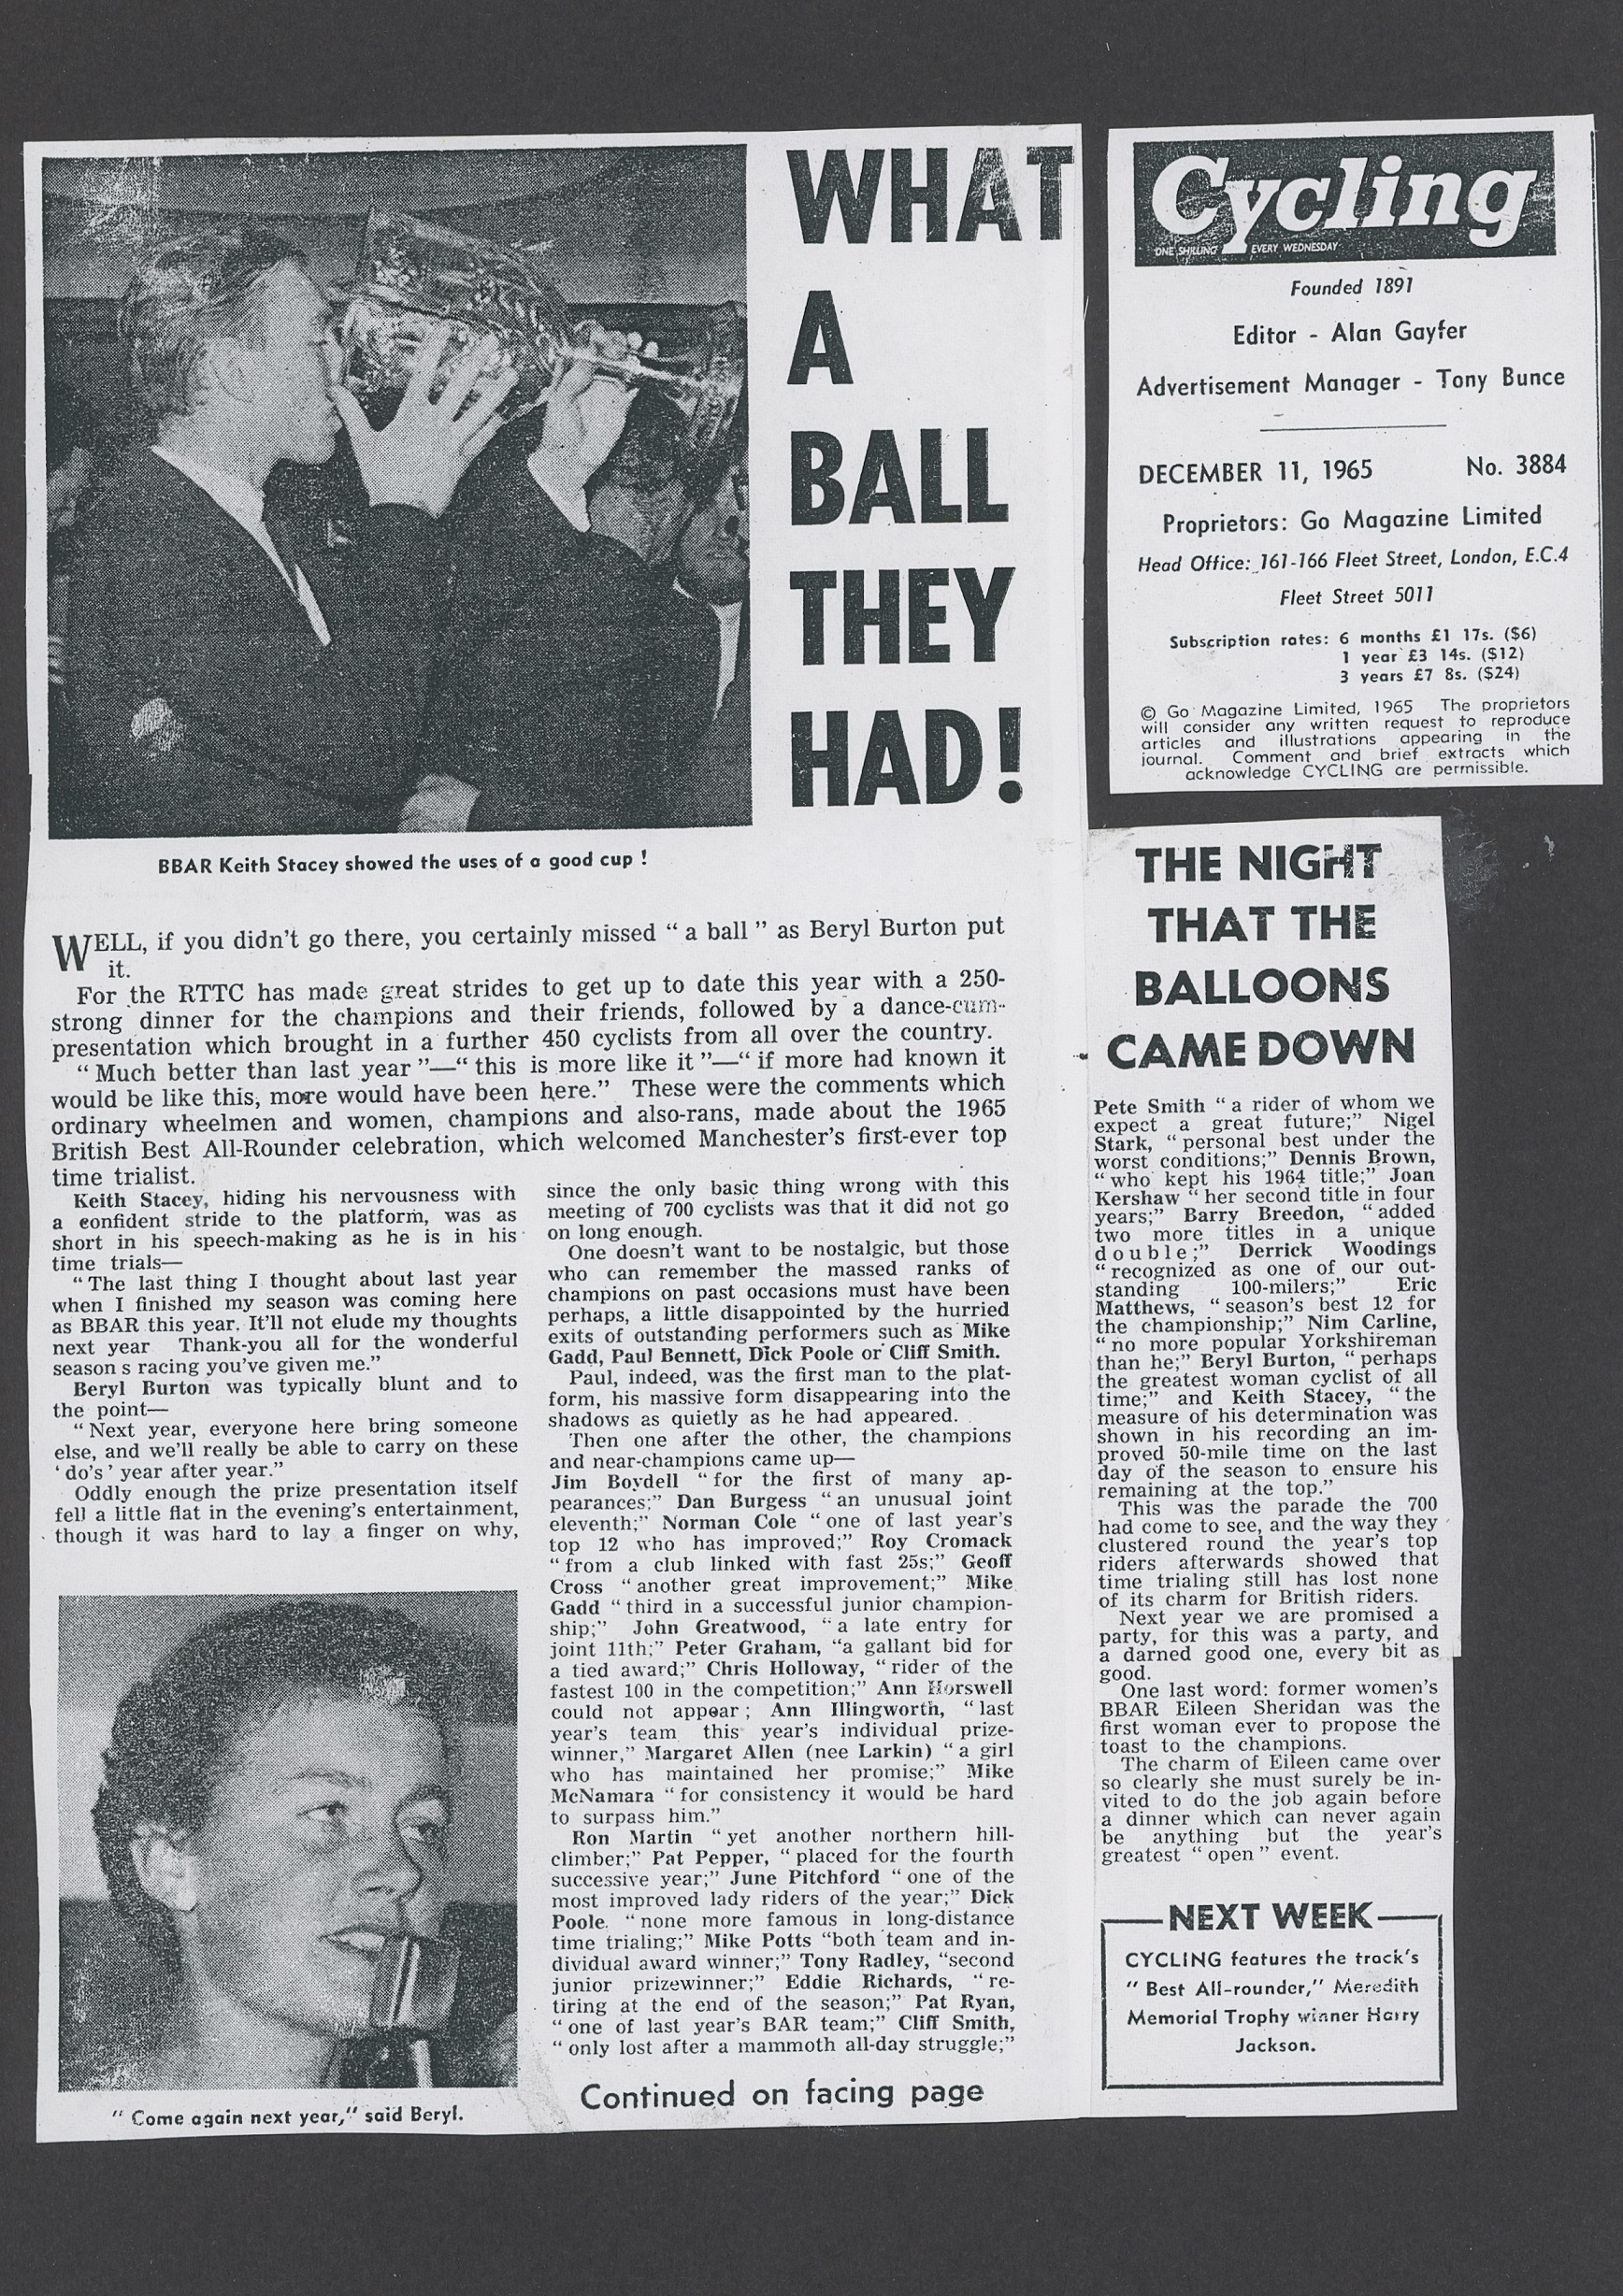 WHAT
A
BALL
THEY
HAD!
BBAR Keith Stacey showed the uses of a good cup !
WELL, if you didn't go there, you certainly missed " a ball " as Beryl Burton put
it.
For the RTTC has made great strides to get up to date this year with a 250-
strong dinner for the champions and their friends, followed by a dance-cum-
presentation which brought in a further 450 cyclists from all over the country.
" Much better than last year "—" this is more like it "—" if more had known it
would be like this, more would have been here." These were the comments which
ordinary wheelmen and women, champions and also-rans, made about the 1965
British Best All-Rounder celebration, which welcomed Manchester's first-ever top
time trialist.
Keith Stacey, hiding his nervousness with
a confident stride to the platform, was as
short in his speech-making as he is in his
time trials—
" The last thing I thought about last year
when I finished my season was coming here
as BBAR this year. It'll not elude my thoughts
next year Thank-you all for the wonderful
season s racing you've given me."
Beryl Burton was typically blunt and to
the point—
" Next year, everyone here bring someone
else, and we'll really be able to carry on these
' do's ' year after year."
Oddly enough the prize presentation itself
fell a little flat in the evening's entertainment,
though it was hard to lay a finger on why,
" Come again next year," said Beryl.
since the only basic thing wrong with this
meeting of 700 cyclists was that it did not go
on long enough.
One doesn't want to be nostalgic, but those
who can remember the massed ranks of
champions on past occasions must have been
perhaps, a little disappointed by the hurried
exits of outstanding performers such as Mike
Gadd, Paul Bennett, Dick Poole or Cliff Smith.
Paul, indeed, was the first man to the plat-
form, his massive form disappearing into the
shadows as quietly as he had appeared.
Then one after the other, the champions
and near-champions came up—
Jim Boydell " for the first of many ap-
pearances;" Dan Burgess " an unusual joint
eleventh;" Norman Cole " one of last year's
top 12 who has improved;" Roy Cromack
" from a club linked with fast 25s;" Geoff
Cross " another great improvement;" Mike
Gadd " third in a successful junior champion-
ship;" John Greatwood, " a late entry for
joint 11th;" Peter Graham, "a gallant bid for
a tied award;" Chris Holloway, " rider of the
fastest 100 in the competition;" Ann Horswell
could not appear ; Ann Illingworth, " last
year's team this year's individual prize-
winner," Margaret Allen (nee Larkin) " a girl
who has maintained her promise;" Mike
McNamara " for consistency it would be hard
to surpass him."
Ron Martin " yet another northern hill-
climber;" Pat Pepper, " placed for the fourth
successive year;" June Pitchford " one of the
most improved lady riders of the year;" Dick
Poole. " none more famous in long-distance
time trialing;" Mike Potts "both team and in-
dividual award winner;" Tony Radley, "second
junior prizewinner;" Eddie Richards, " re-
tiring at the end of the season;" Pat Ryan,
" one of last year's BAR team;" Cliff Smith,
" only lost after a mammoth all-day struggle;"
Continued on facing page
Cycling
ONE SHILLING EVERY WEDNESDAY
Founded 1891
Editor - Alan Gayfer
Advertisement Manager - Tony Bunce
DECEMBER 11, 1965 No. 3884
Proprietors: Go Magazine Limited
Head Office: 161-166 Fleet Street, London, E.C.4
Fleet Street 5011
Subscription rates: 6 months £1 17s. ($6)
1 year £3 14s. ($12)
3 years £7 8s. ($24)
© Go Magazine Limited, 1965 The proprietors
will consider any written request to reproduce
articles and illustrations appearing in the
journal. Comment and brief extracts which
acknowledge CYCLING are permissible.
THE NIGHT
THAT THE
BALLOONS
CAME DOWN
Pete Smith " a rider of whom we
expect a great future;" Nigel
Stark, " personal best under the
worst conditions;" Dennis Brown,
" who kept his 1964 title;" Joan
Kershaw " her second title in four
years;" Barry Breedon, " added
two more titles in a unique
double;" Derrick Woodings
" recognized as one of our out-
standing 100-milers;" Eric
Matthews, " season's best 12 for
the championship;" Nim Carline,
" no more popular Yorkshireman
than he;" Beryl Burton, " perhaps
the greatest woman cyclist of all
time;" and Keith Stacey, " the
measure of his determination was
shown in his recording an im-
proved 50-mile time on the last
day of the season to ensure his
remaining at the top."
This was the parade the 700
had come to see, and the way they
clustered round the year's top
riders afterwards showed that
time trialing still has lost none
of its charm for British riders.
Next year we are promised a
party, for this was a party, and
a darned good one, every bit as
good.
One last word: former women's
BBAR Eileen Sheridan was the
first woman ever to propose the
toast to the champions.
The charm of Eileen came over
so clearly she must surely be in-
vited to do the job again before
a dinner which can never again
be anything but the year's
greatest " open " event.
NEXT WEEK
CYCLING features the track's
" Best All-rounder," Meredith
Memorial Trophy winner Harry
Jackson.